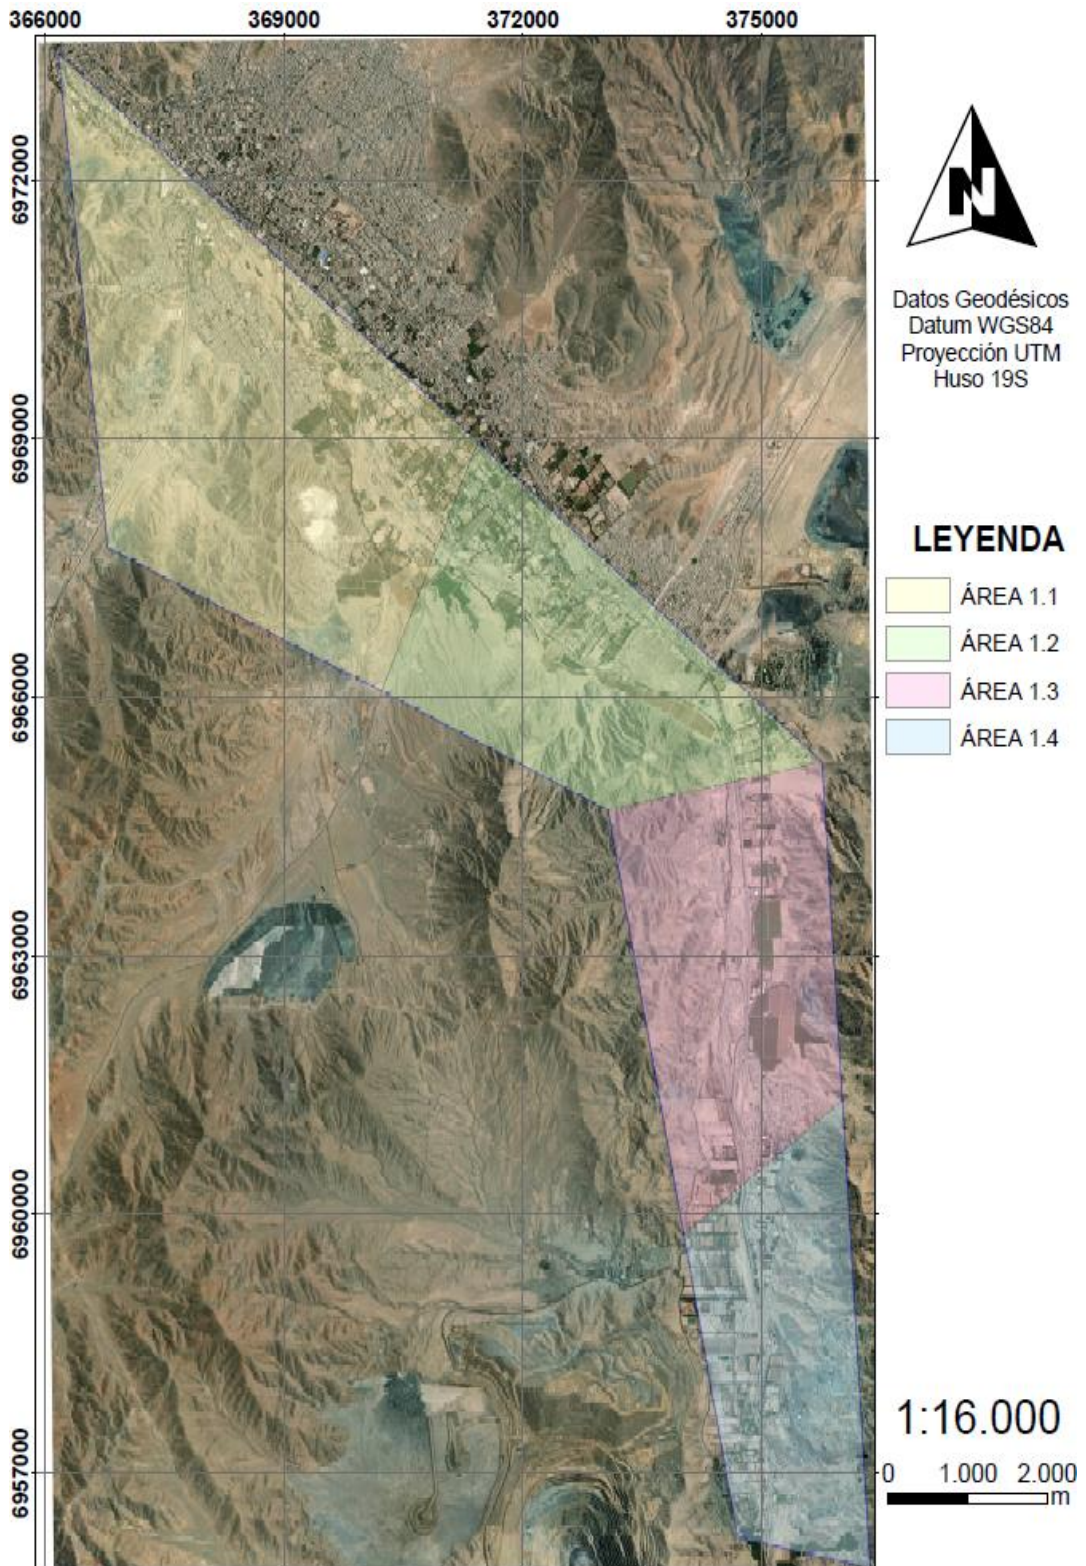 366000 369000 372000 375000
6972000
6969000
6966000
6963000
6960000
6957000
N
Datos Geodésicos
Datum WGS84
Proyección UTM
Huso 19S
LEYENDA
ÁREA 1.1
ÁREA 1.2
ÁREA 1.3
ÁREA 1.4
1:16.000
0 1.000 2.000
m